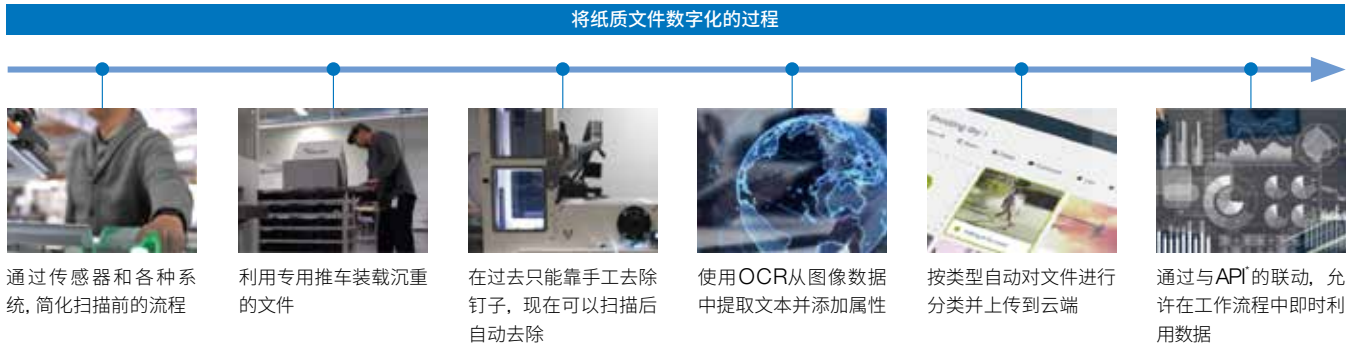 将纸质文件数字化的过程
通过传感器和各种系
统, 简化扫描前的流程
利用专用推车装载沉重
的文件
在过去只能靠手工去除
钉子，现在可以扫描后
自动去除
使用OCR从图像数据
中提取文本并添加属性
按类型自动对文件进行
分类并上传到云端
通过与API*的联动，允
许在工作流程中即时利
用数据